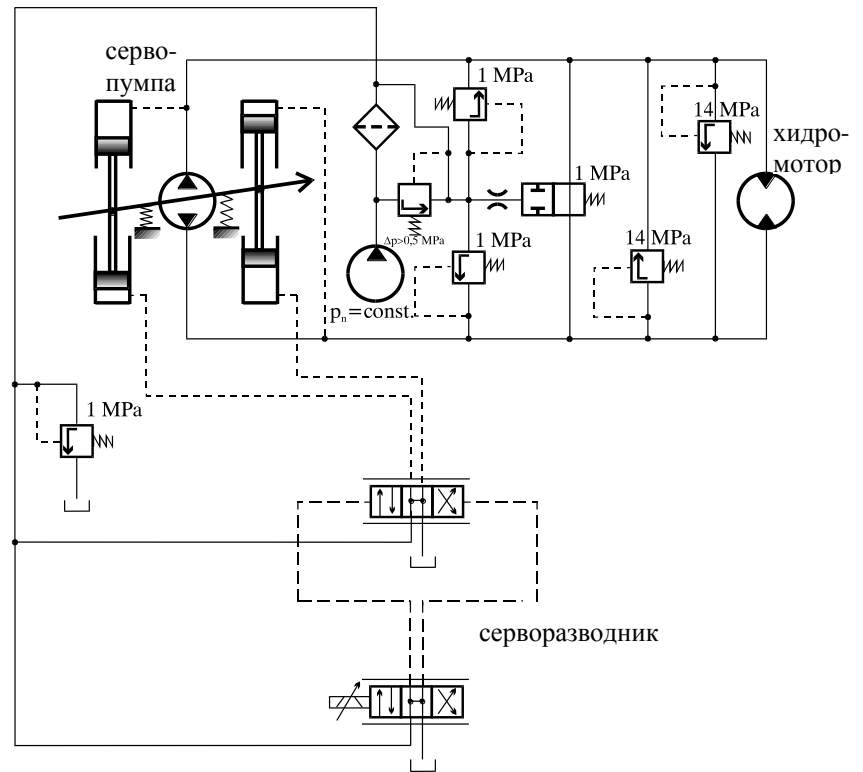 серво-
пумпа
1 MPa
14 MPa
хидро-
мотор
1 MPa
Δp>0,5 MPa
1 MPa
14 MPa
pₙ=const.
1 MPa
серворазводник